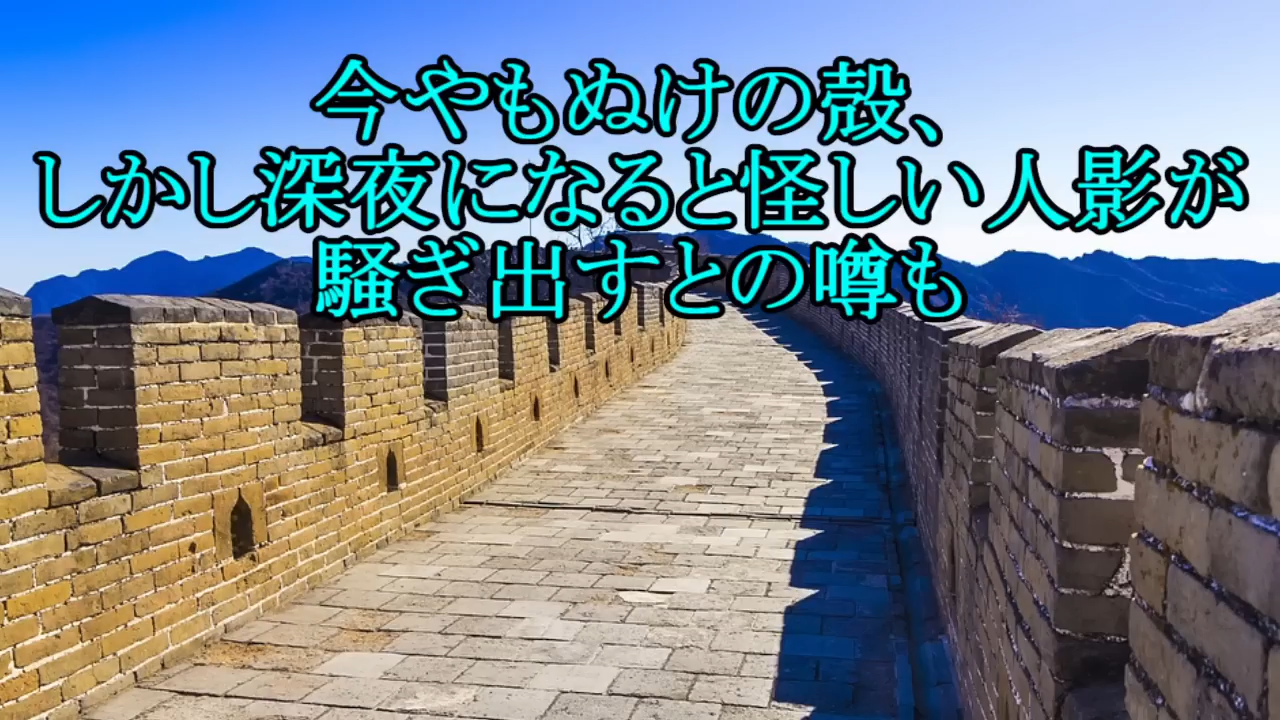 今やもぬけの殻、
しかし深夜になると怪しい人影が
騒ぎ出すとの噂も